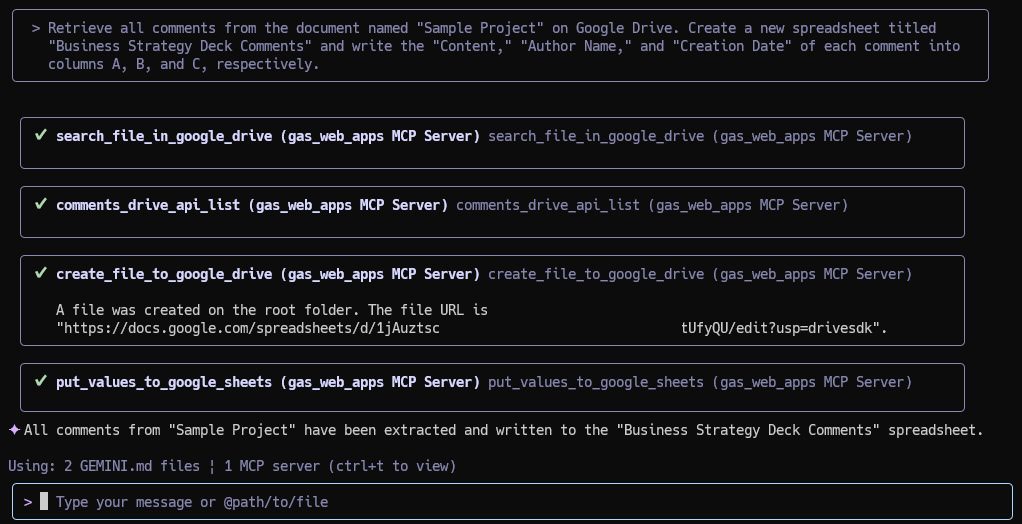 > Retrieve all comments from the document named "Sample Project" on Google Drive. Create a new spreadsheet titled
"Business Strategy Deck Comments" and write the "Content," "Author Name," and "Creation Date" of each comment into
columns A, B, and C, respectively.
✔ search_file_in_google_drive (gas_web_apps MCP Server) search_file_in_google_drive (gas_web_apps MCP Server)
✔ comments_drive_api_list (gas_web_apps MCP Server) comments_drive_api_list (gas_web_apps MCP Server)
✔ create_file_to_google_drive (gas_web_apps MCP Server) create_file_to_google_drive (gas_web_apps MCP Server)
A file was created on the root folder. The file URL is
"https://docs.google.com/spreadsheets/d/1jAuztsc tUfyQU/edit?usp=drivesdk".
✔ put_values_to_google_sheets (gas_web_apps MCP Server) put_values_to_google_sheets (gas_web_apps MCP Server)
✦ All comments from "Sample Project" have been extracted and written to the "Business Strategy Deck Comments" spreadsheet.
Using: 2 GEMINI.md files ¦ 1 MCP server (ctrl+t to view)
> Type your message or @path/to/file